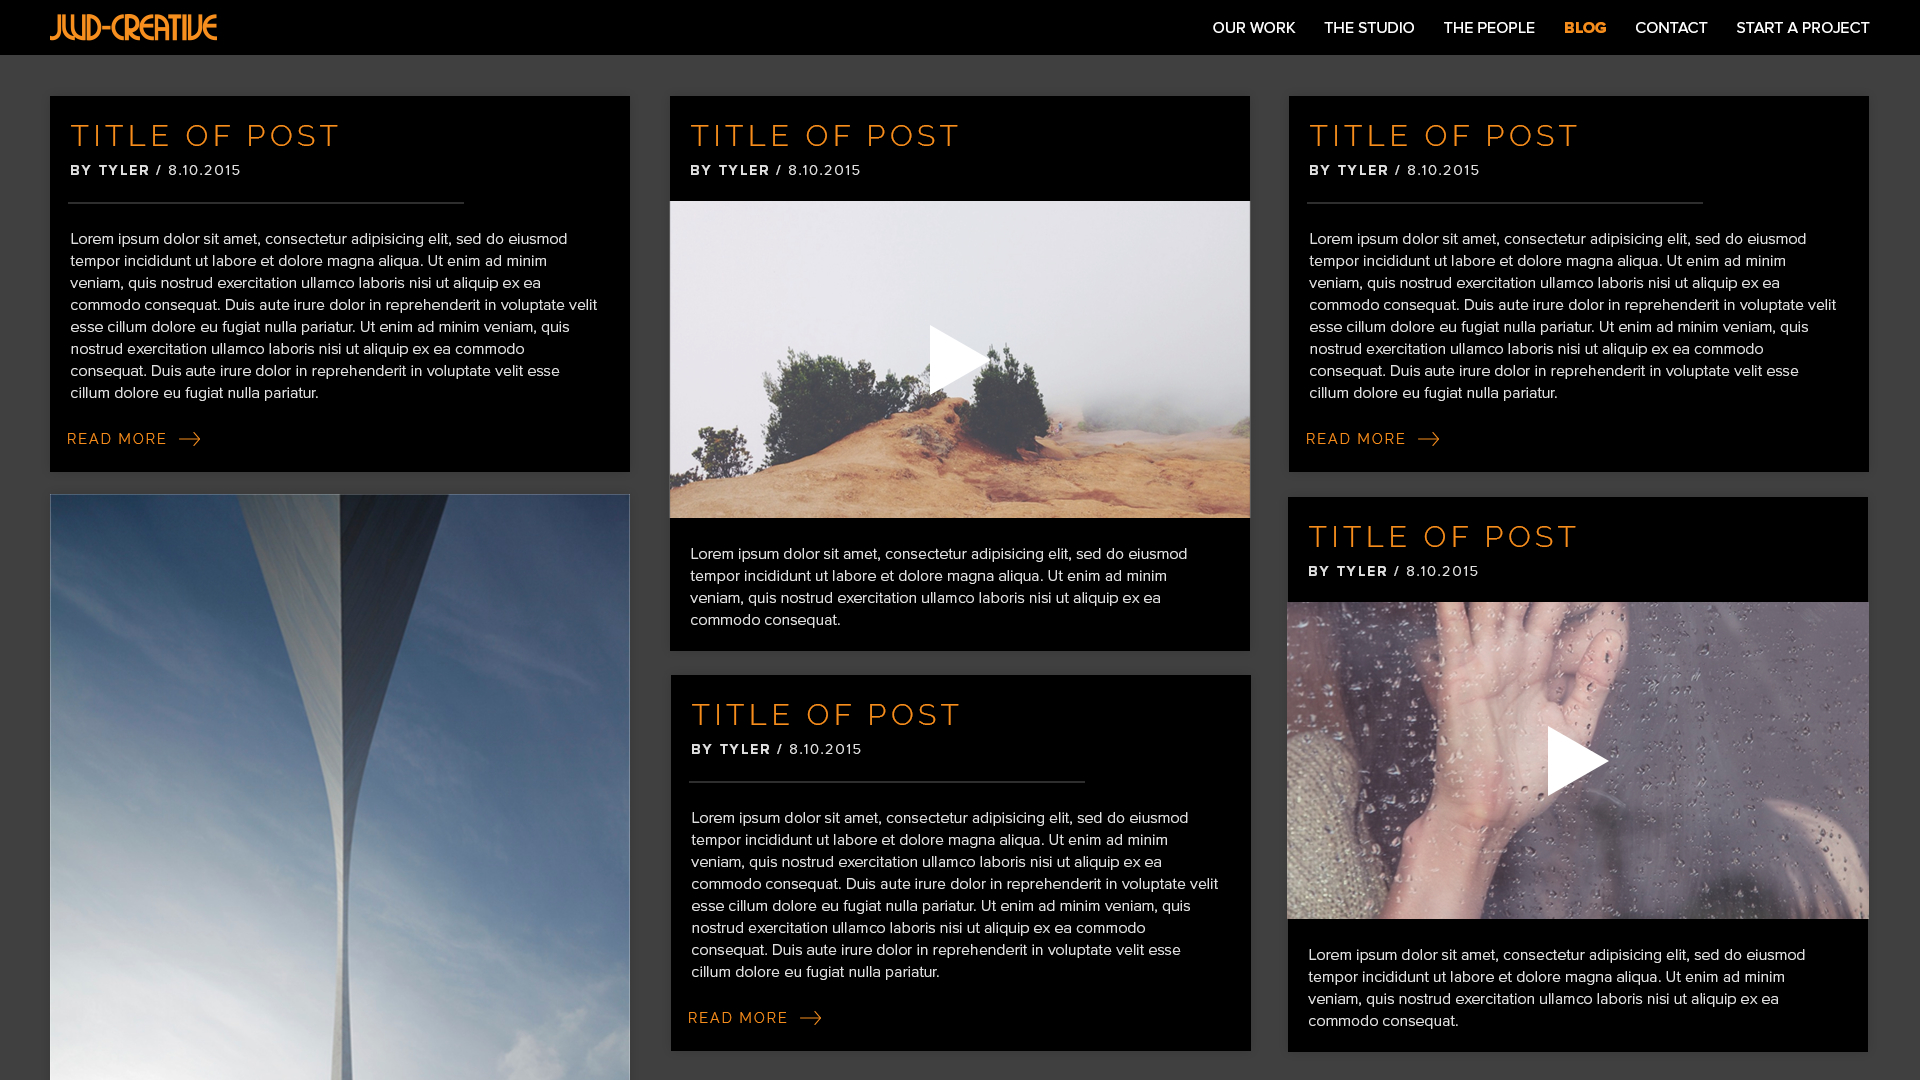 JWD-CREATIVE
OUR WORK
THE STUDIO
THE PEOPLE
BLOG
CONTACT
START A PROJECT
TITLE OF POST
BY TYLER / 8.10.2015
Lorem ipsum dolor sit amet, consectetur adipisicing elit, sed do eiusmod
tempor incididunt ut labore et dolore magna aliqua. Ut enim ad minim
veniam, quis nostrud exercitation ullamco laboris nisi ut aliquip ex ea
commodo consequat. Duis aute irure dolor in reprehenderit in voluptate velit
esse cillum dolore eu fugiat nulla pariatur. Ut enim ad minim veniam, quis
nostrud exercitation ullamco laboris nisi ut aliquip ex ea commodo
consequat. Duis aute irure dolor in reprehenderit in voluptate velit esse
cillum dolore eu fugiat nulla pariatur.
READ MORE
TITLE OF POST
BY TYLER / 8.10.2015
Lorem ipsum dolor sit amet, consectetur adipisicing elit, sed do eiusmod
tempor incididunt ut labore et dolore magna aliqua. Ut enim ad minim
veniam, quis nostrud exercitation ullamco laboris nisi ut aliquip ex ea
commodo consequat.
TITLE OF POST
BY TYLER / 8.10.2015
Lorem ipsum dolor sit amet, consectetur adipisicing elit, sed do eiusmod
tempor incididunt ut labore et dolore magna aliqua. Ut enim ad minim
veniam, quis nostrud exercitation ullamco laboris nisi ut aliquip ex ea
commodo consequat. Duis aute irure dolor in reprehenderit in voluptate velit
esse cillum dolore eu fugiat nulla pariatur. Ut enim ad minim veniam, quis
nostrud exercitation ullamco laboris nisi ut aliquip ex ea commodo
consequat. Duis aute irure dolor in reprehenderit in voluptate velit esse
cillum dolore eu fugiat nulla pariatur.
READ MORE
TITLE OF POST
BY TYLER / 8.10.2015
Lorem ipsum dolor sit amet, consectetur adipisicing elit, sed do eiusmod
tempor incididunt ut labore et dolore magna aliqua. Ut enim ad minim
veniam, quis nostrud exercitation ullamco laboris nisi ut aliquip ex ea
commodo consequat. Duis aute irure dolor in reprehenderit in voluptate velit
esse cillum dolore eu fugiat nulla pariatur. Ut enim ad minim veniam, quis
nostrud exercitation ullamco laboris nisi ut aliquip ex ea commodo
consequat. Duis aute irure dolor in reprehenderit in voluptate velit esse
cillum dolore eu fugiat nulla pariatur.
READ MORE
TITLE OF POST
BY TYLER / 8.10.2015
Lorem ipsum dolor sit amet, consectetur adipisicing elit, sed do eiusmod
tempor incididunt ut labore et dolore magna aliqua. Ut enim ad minim
veniam, quis nostrud exercitation ullamco laboris nisi ut aliquip ex ea
commodo consequat.